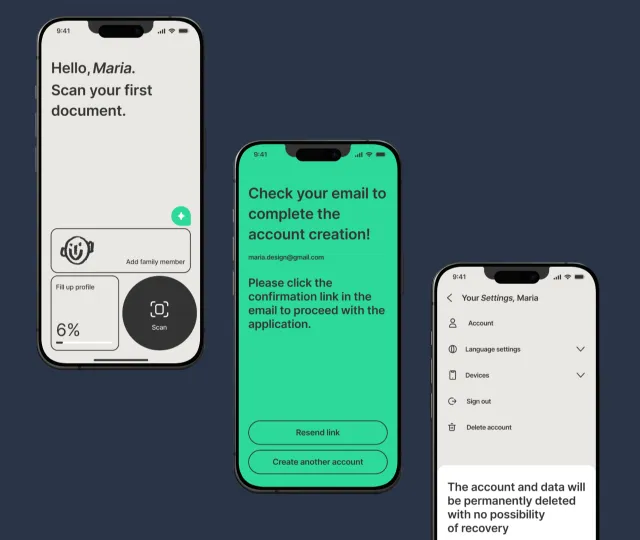 9:41
Hello, Maria.
Scan your first
document.
Add family member
Fill up profile
6%
Scan
9:41
Check your email to
complete the
account creation!
maria.design@gmail.com
Please click the
confirmation link in the
email to proceed with the
application.
Resend link
Create another account
9:41
Your Settings, Maria
Account
Language settings
Devices
Sign out
Delete account
The account and data will
be permanently deleted
with no possibility
of recovery